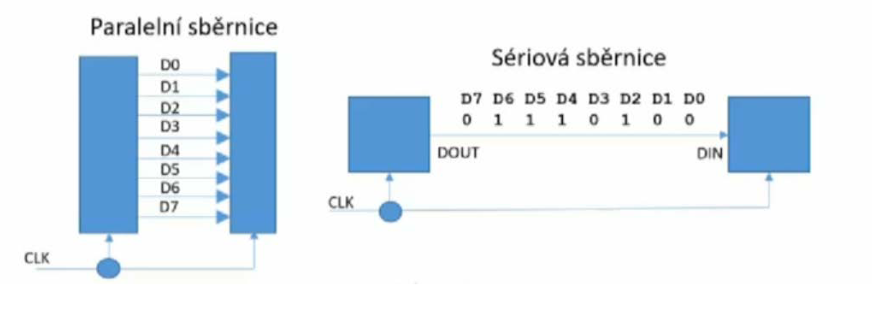 Paralelní sběrnice
D0
D1
D2
D3
D4
D5
D6
D7
CLK
Sériová sběrnice
D7 D6 D5 D4 D3 D2 D1 D0
0 1 1 1 0 1 0 0
DOUT
DIN
CLK